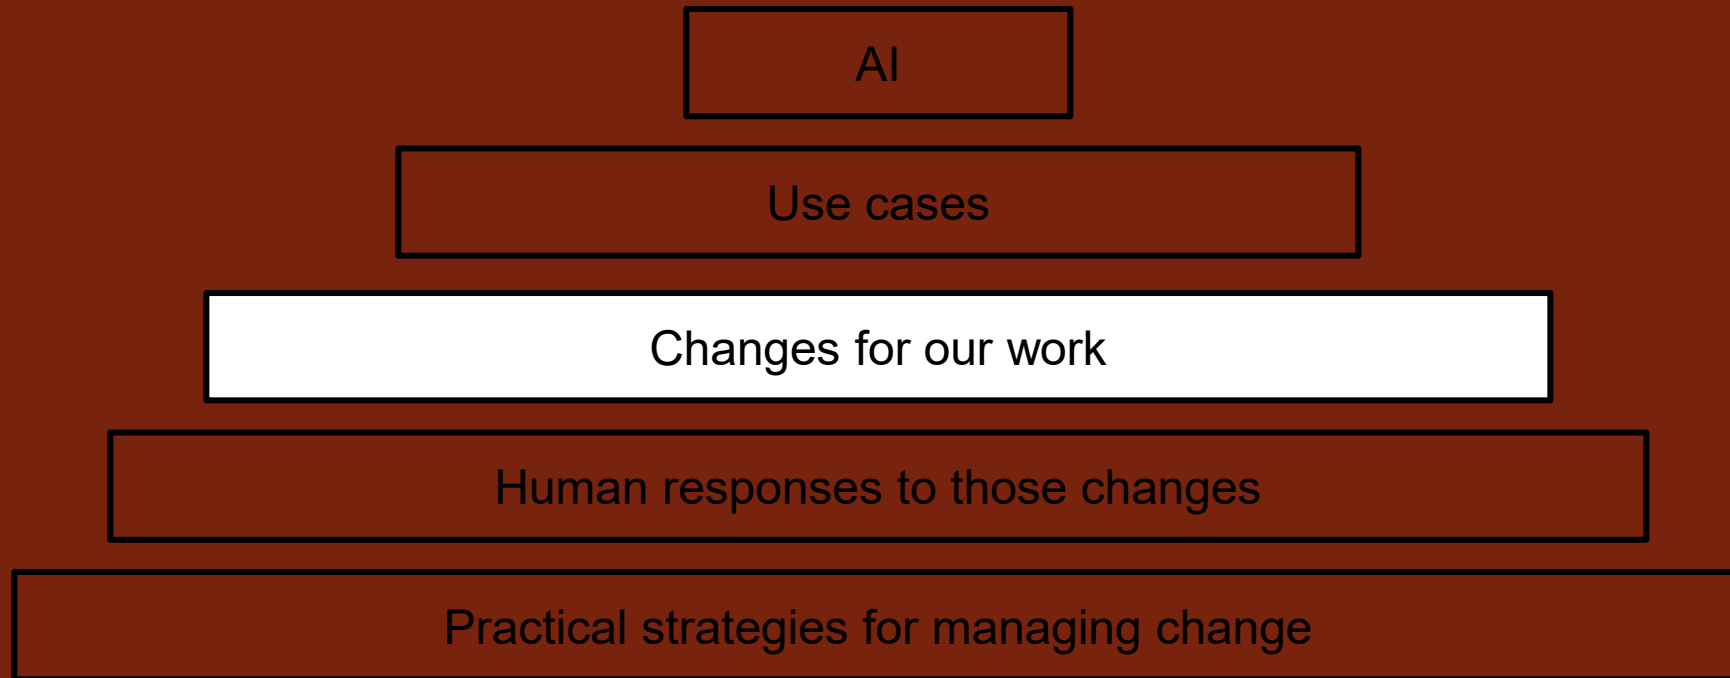 AI
Use cases
Changes for our work
Human responses to those changes
Practical strategies for managing change